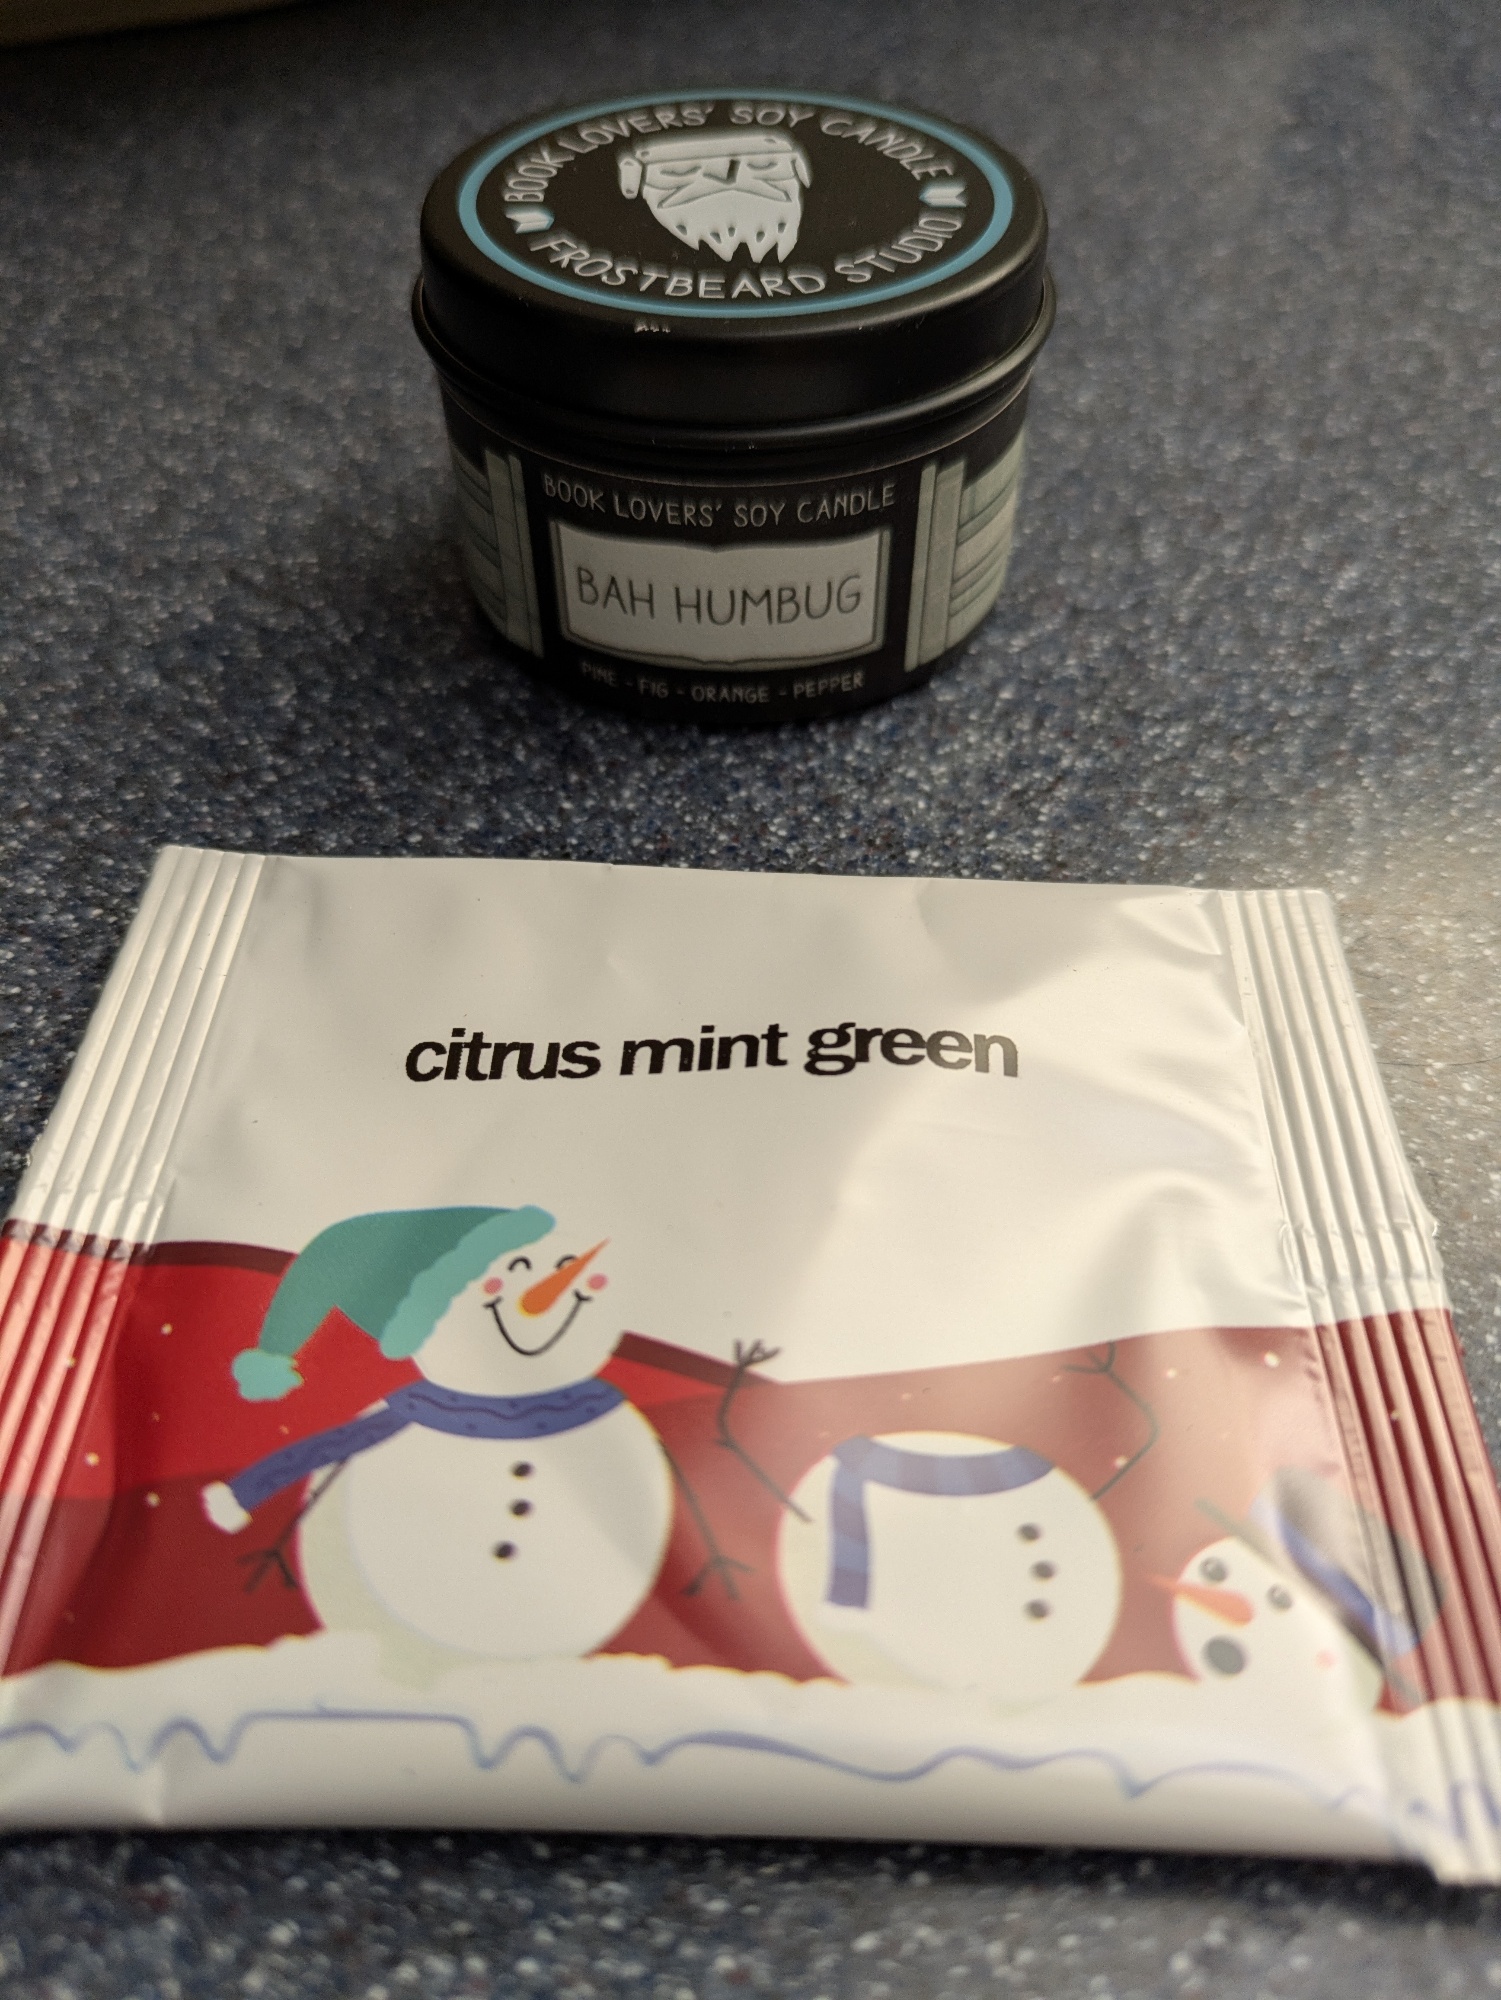 BOOK LOVERS' SOY CANDLE
FROSTBEARD STUDIO
BOOK LOVERS' SOY CANDLE
BAH HUMBUG
PINE - FIG - ORANGE - PEPPER
citrus mint green